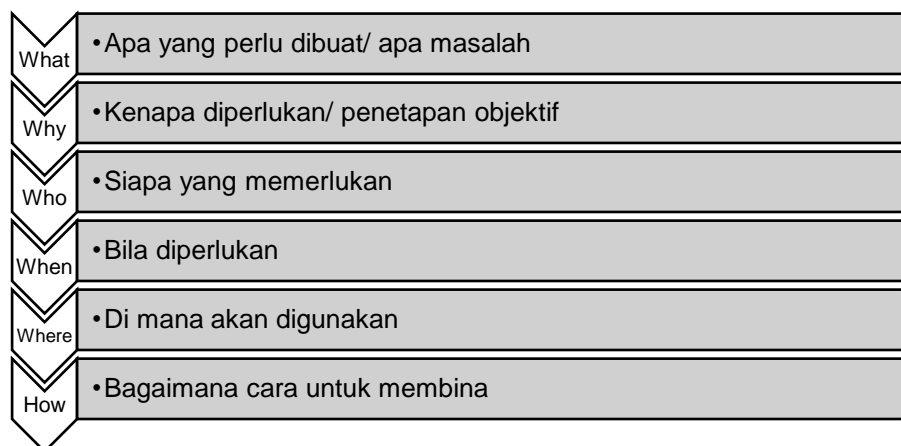 What
•Apa yang perlu dibuat/ apa masalah
Why
•Kenapa diperlukan/ penetapan objektif
Who
•Siapa yang memerlukan
When
•Bila diperlukan
Where
•Di mana akan digunakan
How
•Bagaimana cara untuk membina